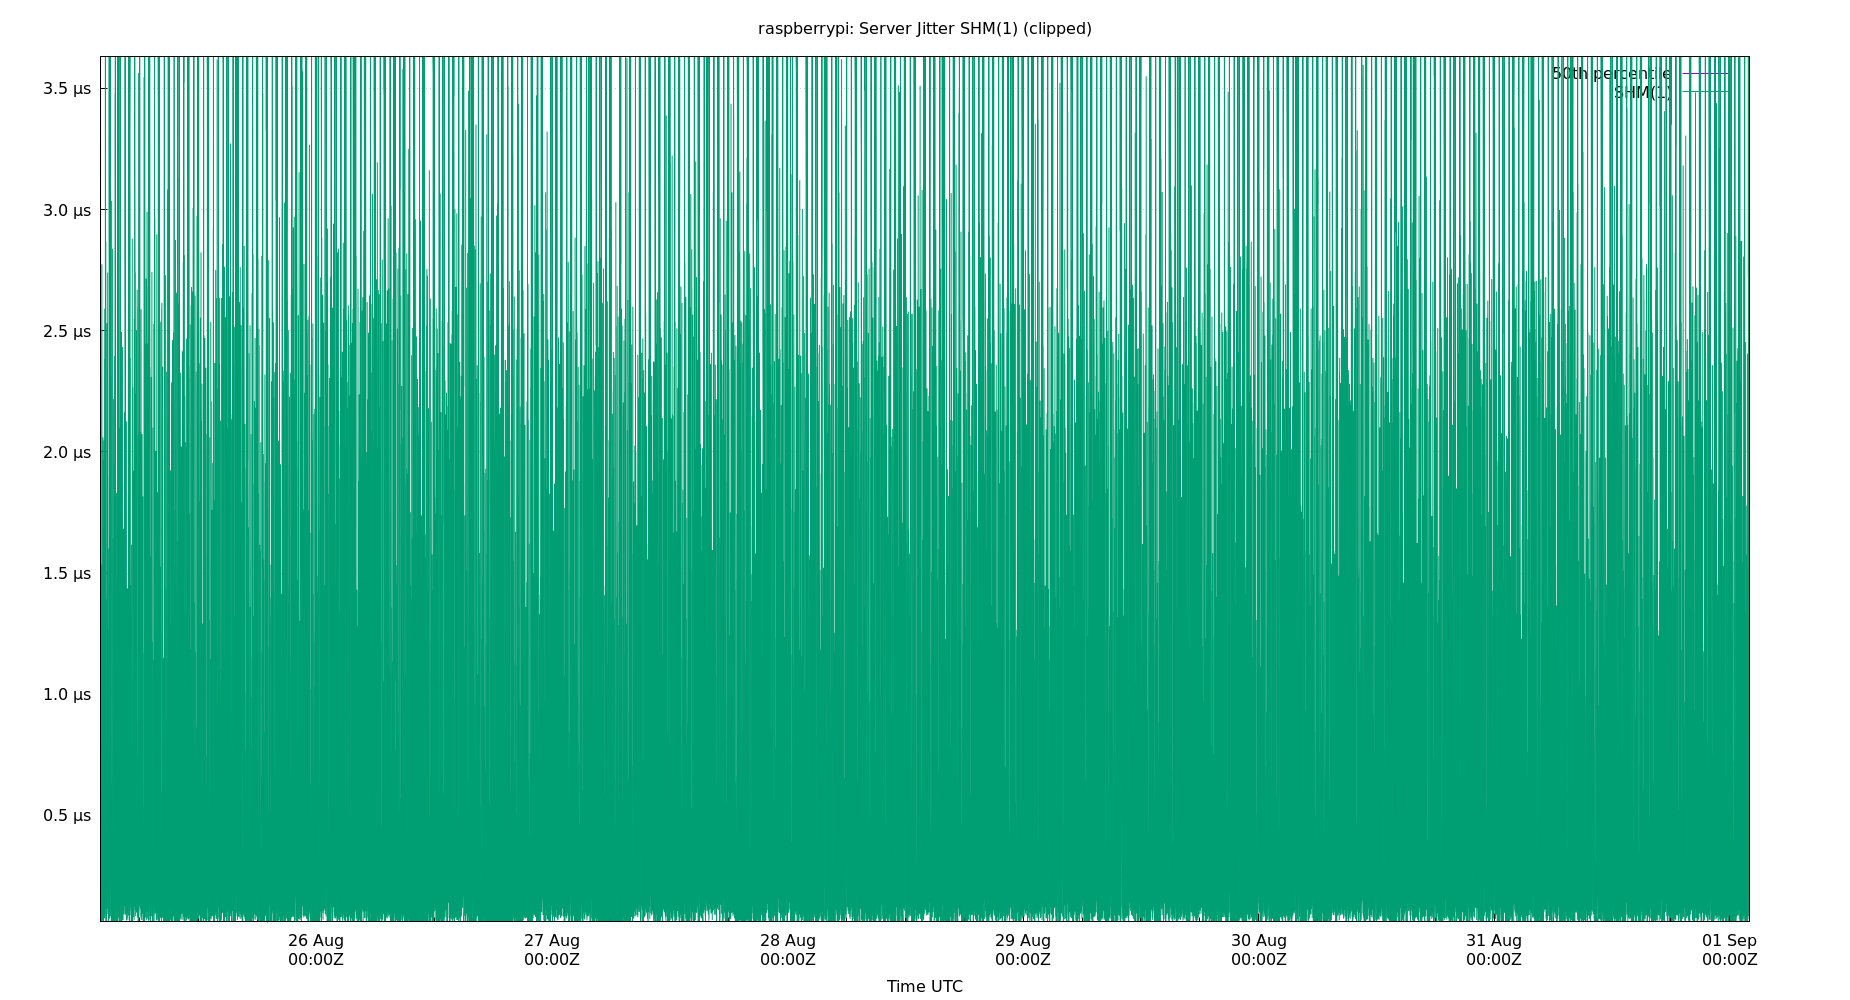 raspberrypi: Server Jitter SHM(1) (clipped)
50th percentile
SHM(1)
3.5 µs
3.0 µs
2.5 µs
2.0 µs
1.5 µs
1.0 µs
0.5 µs
26 Aug 27 Aug 28 Aug 29 Aug 30 Aug 31 Aug 01 Sep
00:00Z 00:00Z 00:00Z 00:00Z 00:00Z 00:00Z 00:00Z
Time UTC